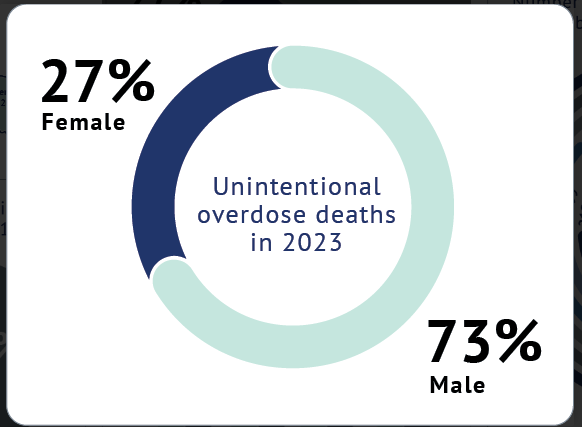 27%
Female
Unintentional
overdose deaths
in 2023
73%
Male